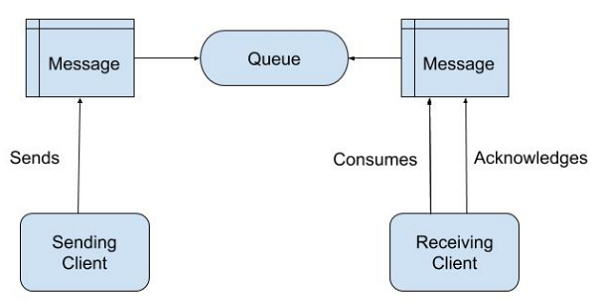 Message
Queue
Message
Sends
Consumes
Acknowledges
Sending
Client
Receiving
Client